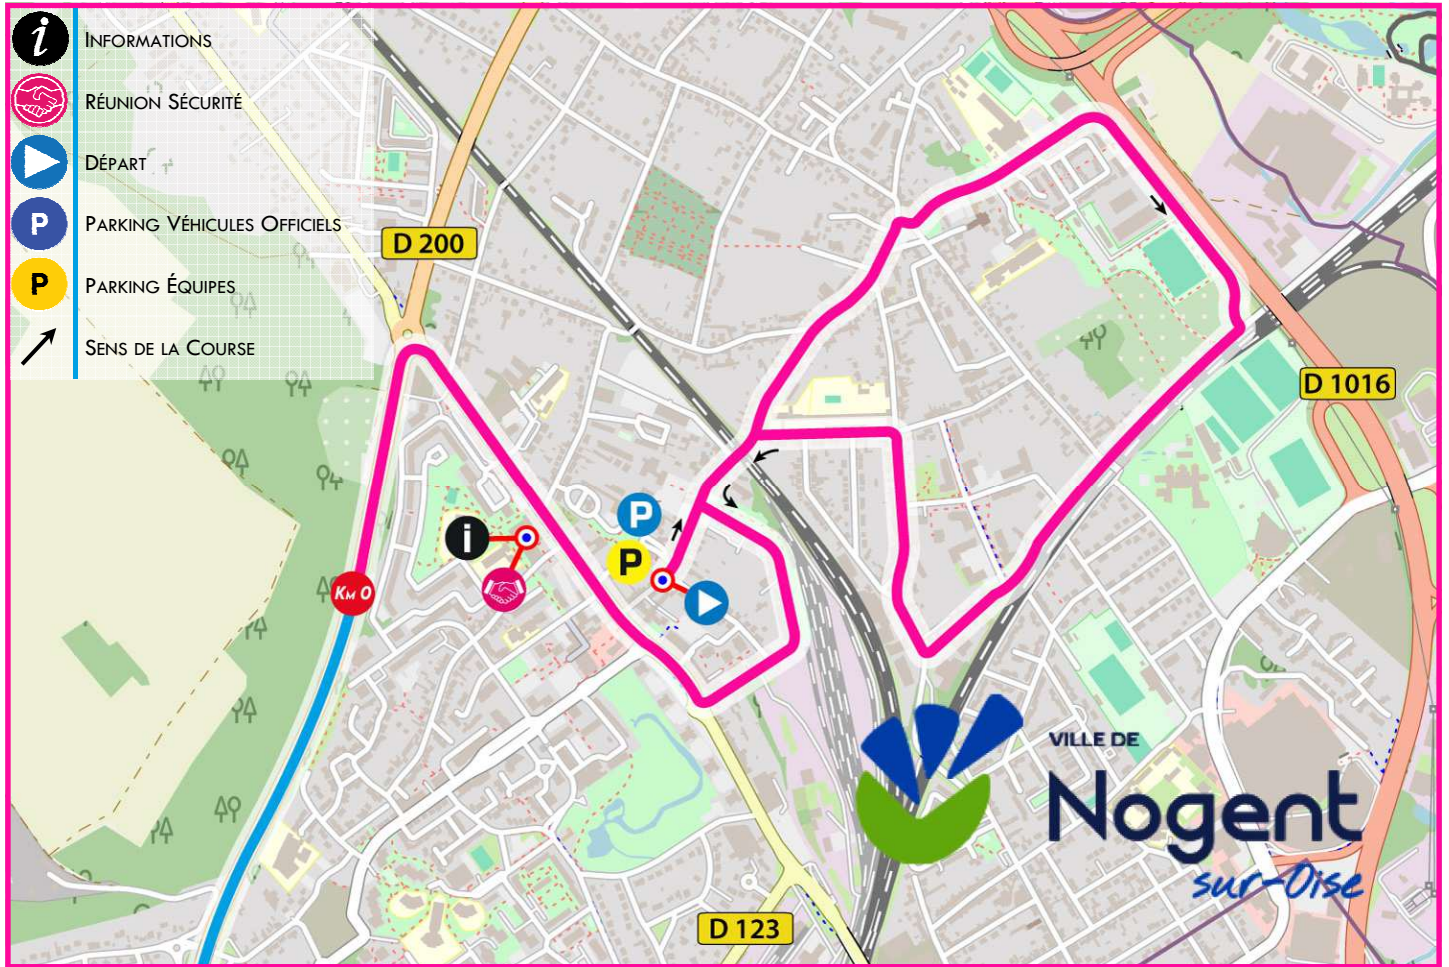 i
INFORMATIONS
RÉUNION SÉCURITÉ
DÉPART
P
PARKING VÉHICULES OFFICIELS
P
PARKING ÉQUIPES
SENS DE LA COURSE
D 200
D 1016
P
i
P
KM 0
VILLE DE
Nogent
sur-Oise
D 123